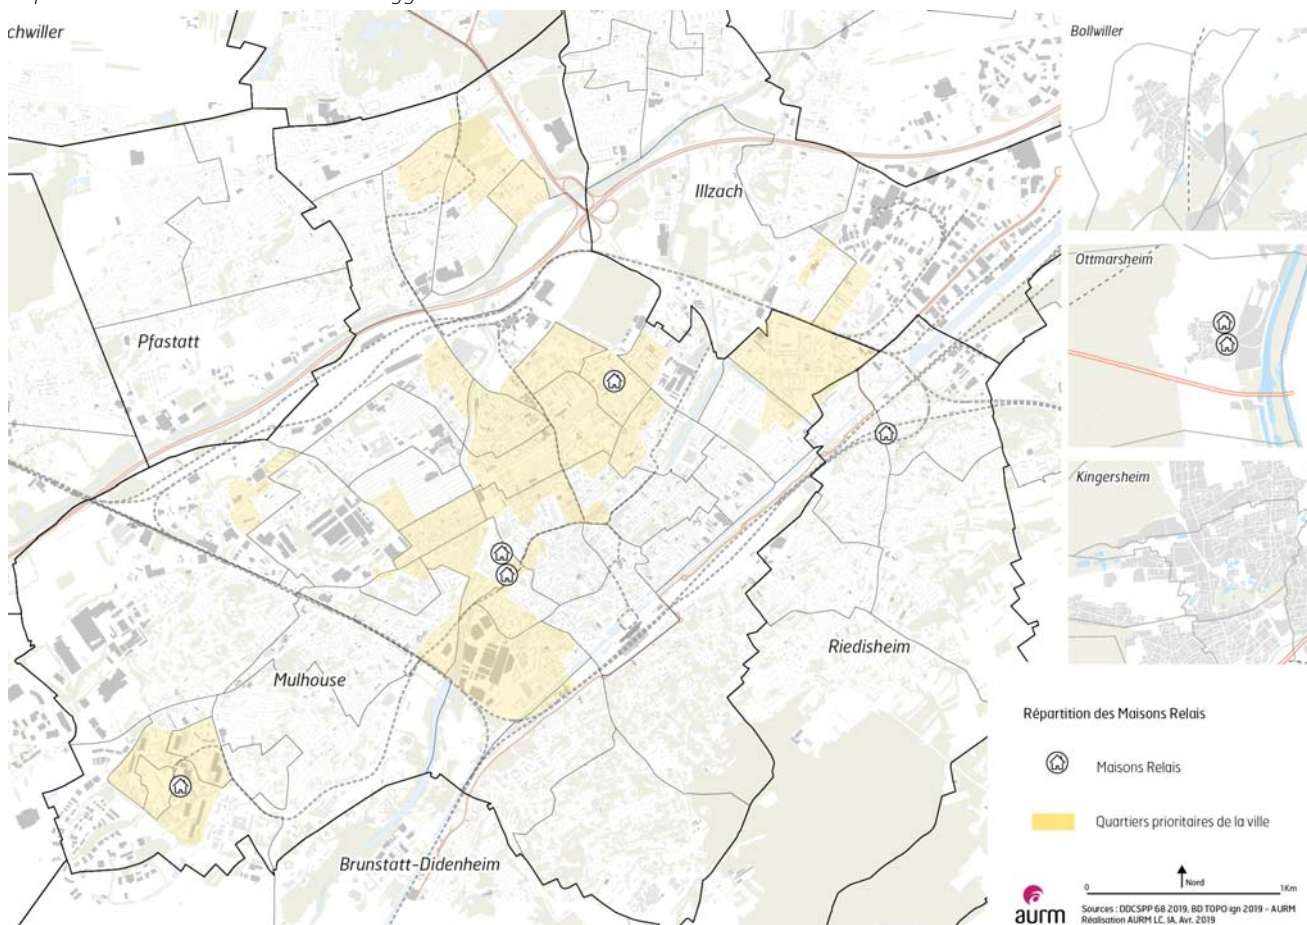 chwiller
Bollwiller
Illzach
Ottmarsheim
Pfastatt
Kingersheim
Riedisheim
Mulhouse
Répartition des Maisons Relais
Maisons Relais
Quartiers prioritaires de la ville
Brunstatt-Didenheim
Nord
0 1Km
aurm
Sources : DDCSPP 68 2019, BD TOPO ign 2019 - AURM
Réalisation AURM LC, IA, Avr. 2019